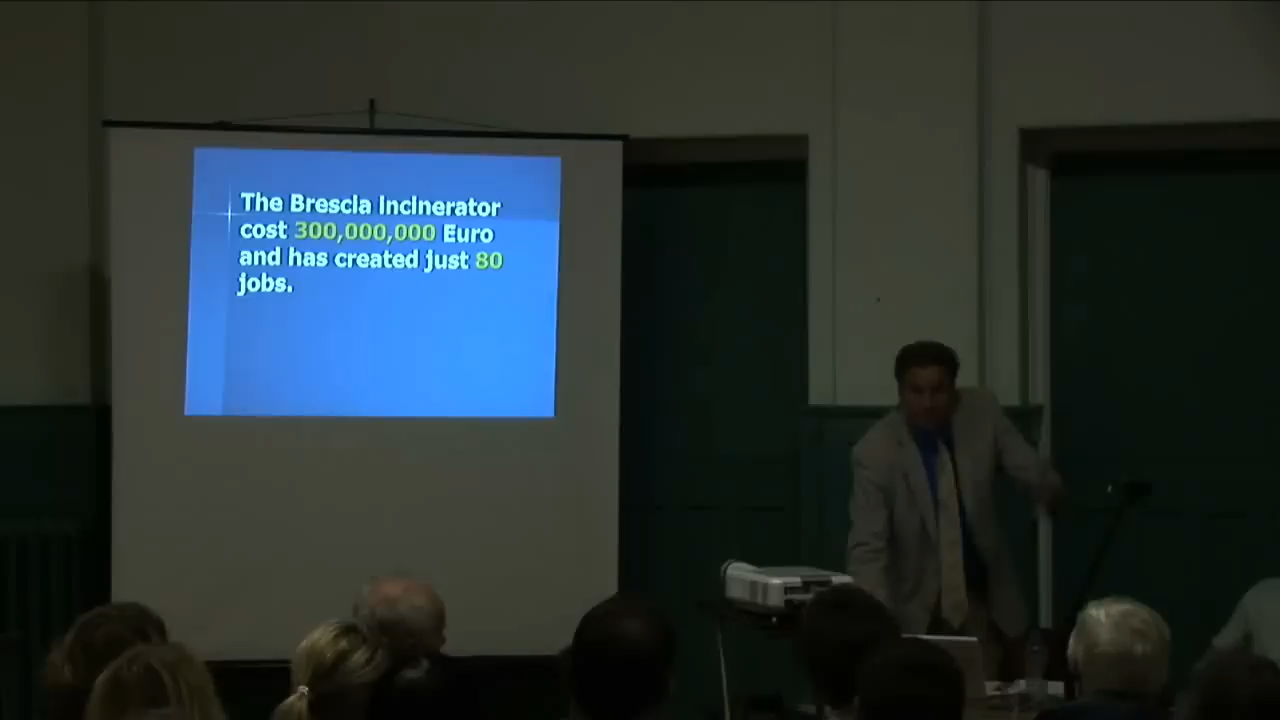 The Brescia incinerator
cost 300,000,000 Euro
and has created just 80
jobs.